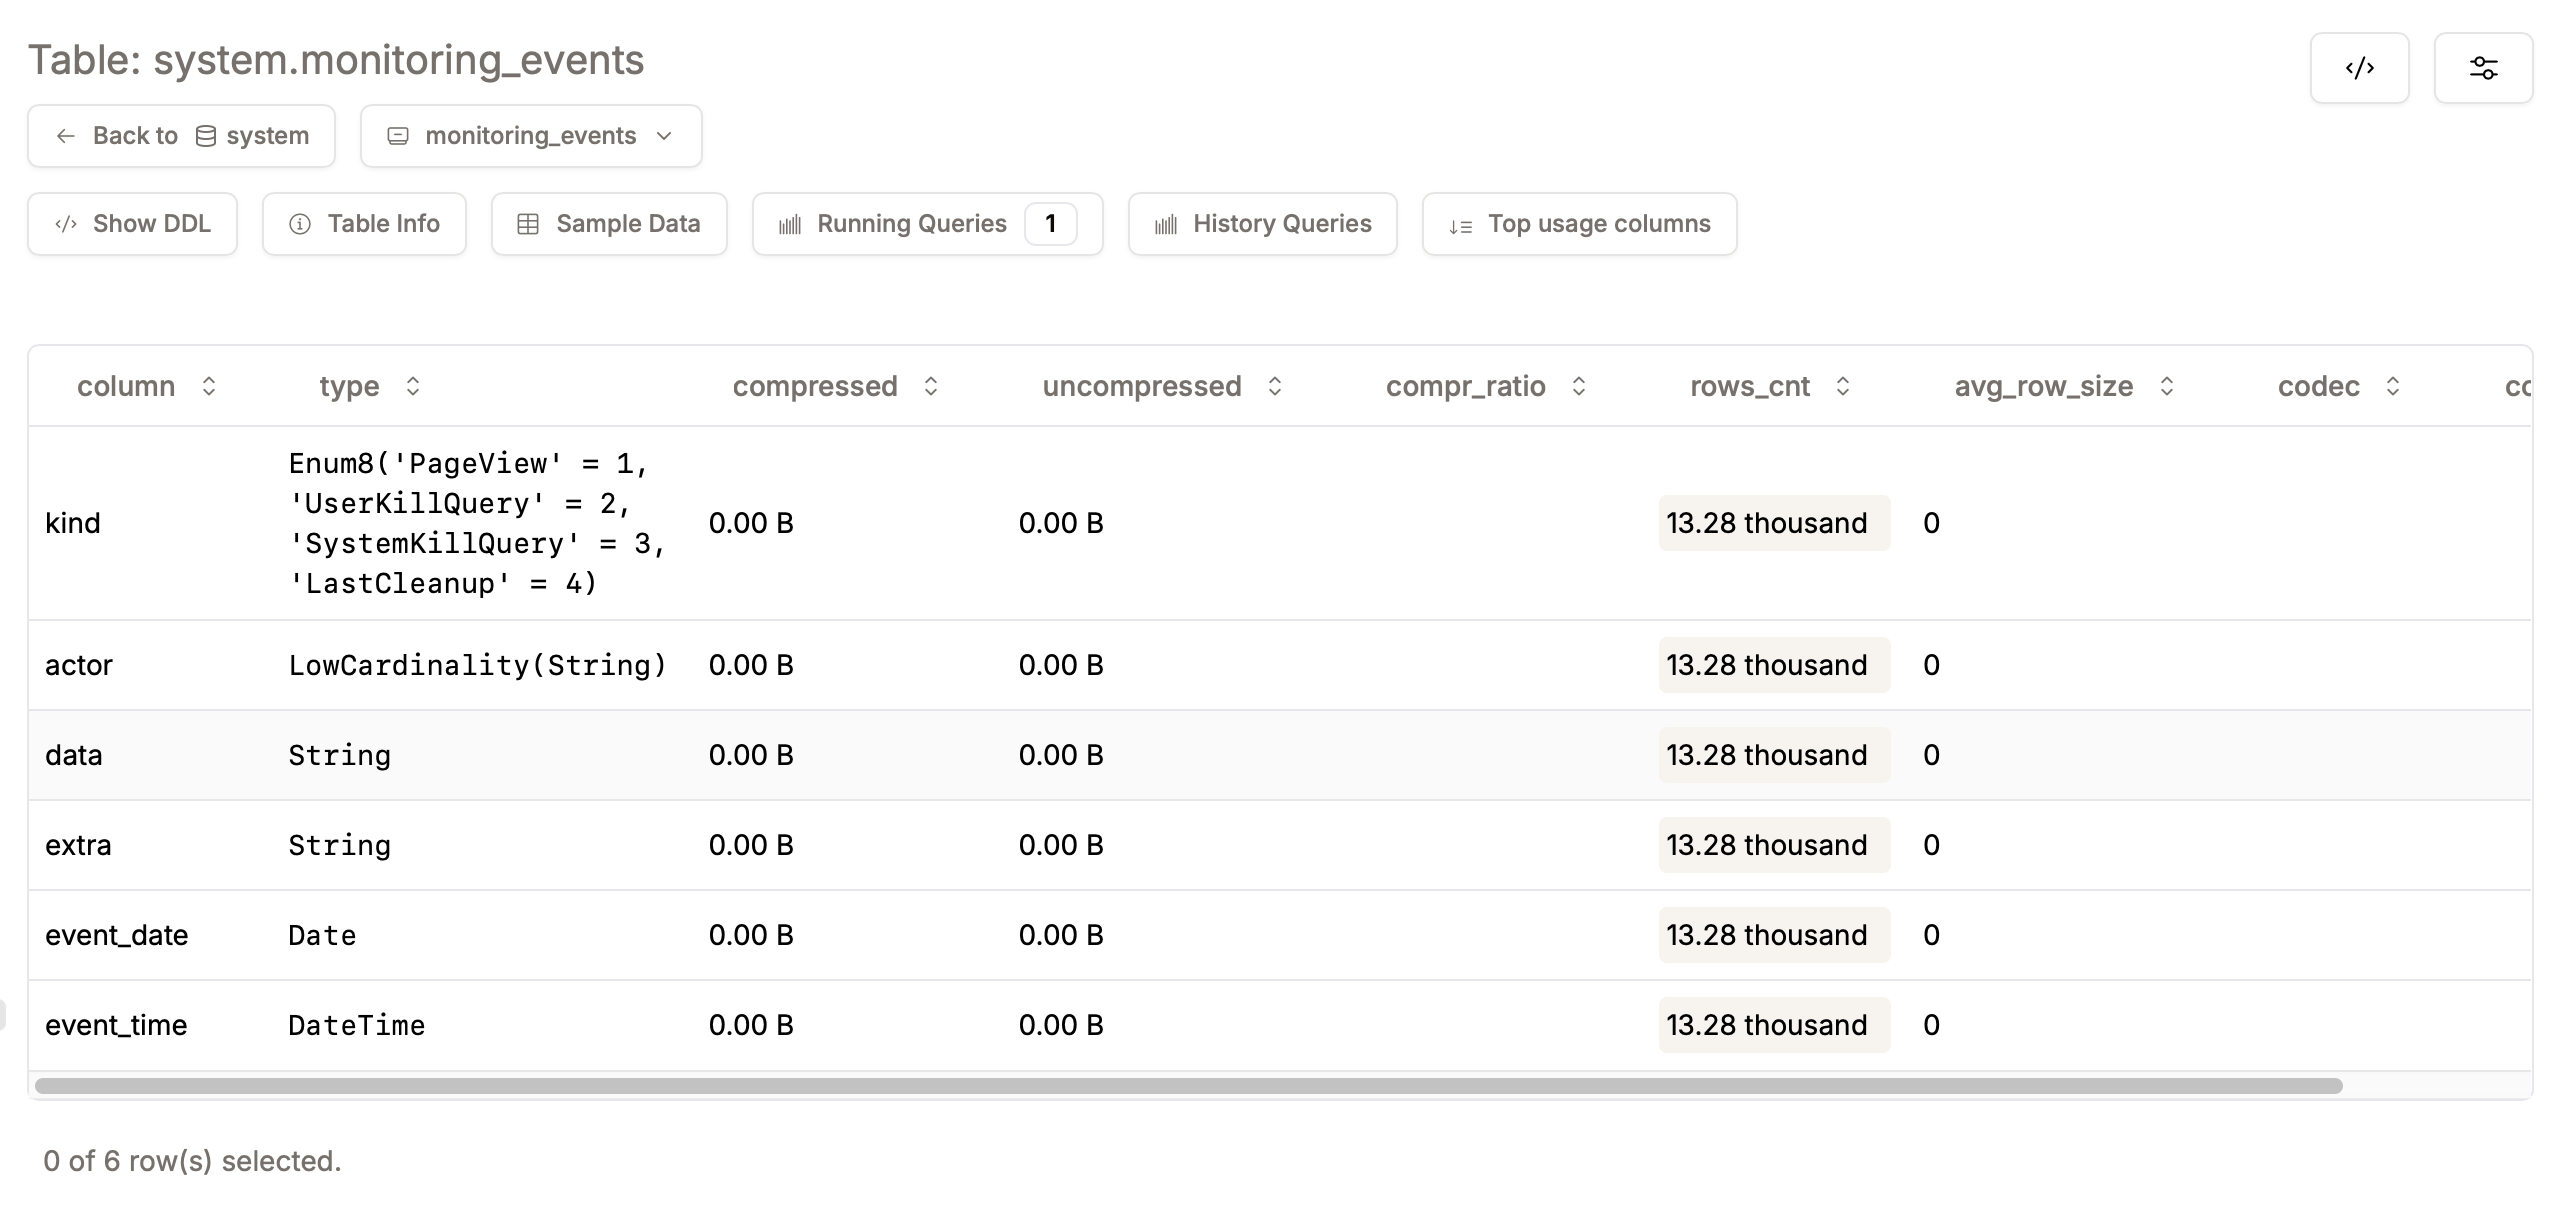 Table: system.monitoring_events
Back to system monitoring_events
Show DDL Table Info Sample Data Running Queries 1 History Queries Top usage columns
column type compressed uncompressed compr_ratio rows_cnt avg_row_size codec
kind Enum8('PageView' = 1, 0.00 B 0.00 B 13.28 thousand 0
'UserKillQuery' = 2,
'SystemKillQuery' = 3,
'LastCleanup' = 4)
actor LowCardinality(String) 0.00 B 0.00 B 13.28 thousand 0
data String 0.00 B 0.00 B 13.28 thousand 0
extra String 0.00 B 0.00 B 13.28 thousand 0
event_date Date 0.00 B 0.00 B 13.28 thousand 0
event_time DateTime 0.00 B 0.00 B 13.28 thousand 0
0 of 6 row(s) selected.